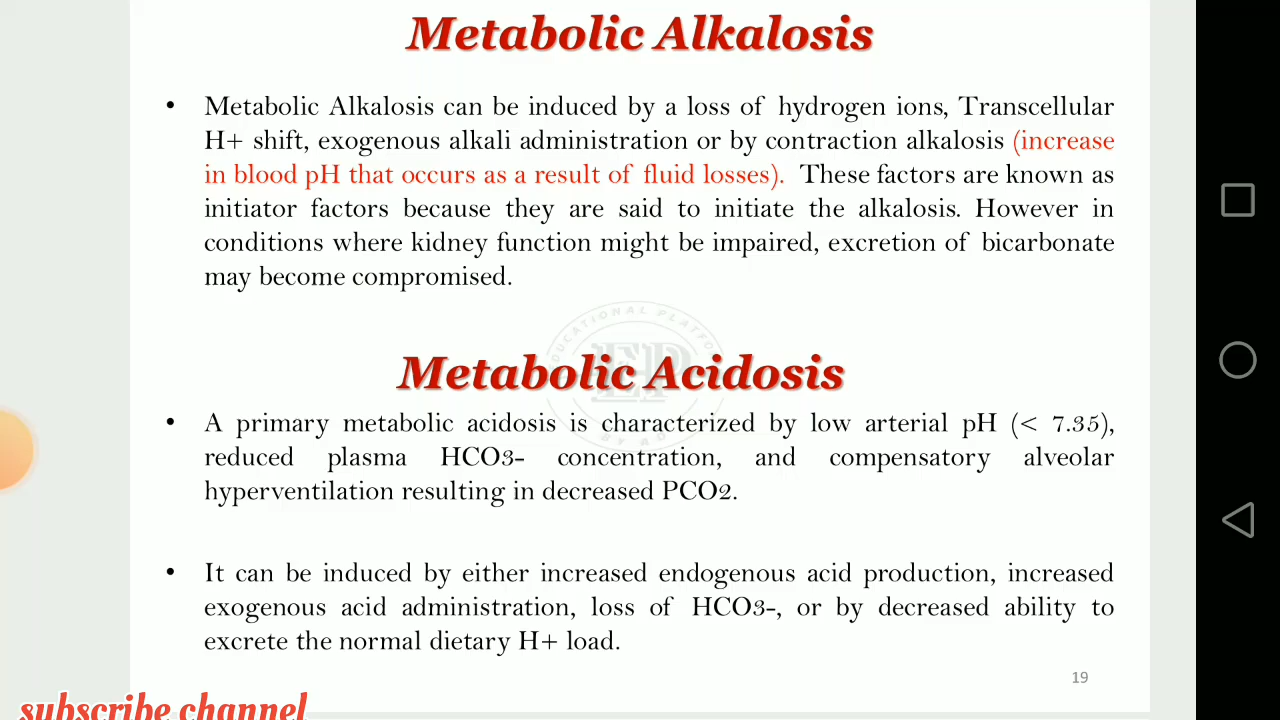 Metabolic Alkalosis
• Metabolic Alkalosis can be induced by a loss of hydrogen ions, Transcellular
H+ shift, exogenous alkali administration or by contraction alkalosis (increase
in blood pH that occurs as a result of fluid losses). These factors are known as
initiator factors because they are said to initiate the alkalosis. However in
conditions where kidney function might be impaired, excretion of bicarbonate
may become compromised.
EDUCATIONAL PLATFORM
EP
BY AD
Metabolic Acidosis
• A primary metabolic acidosis is characterized by low arterial pH (< 7.35),
reduced plasma HCO3- concentration, and compensatory alveolar
hyperventilation resulting in decreased PCO2.
• It can be induced by either increased endogenous acid production, increased
exogenous acid administration, loss of HCO3-, or by decreased ability to
excrete the normal dietary H+ load.
19
subscribe channel